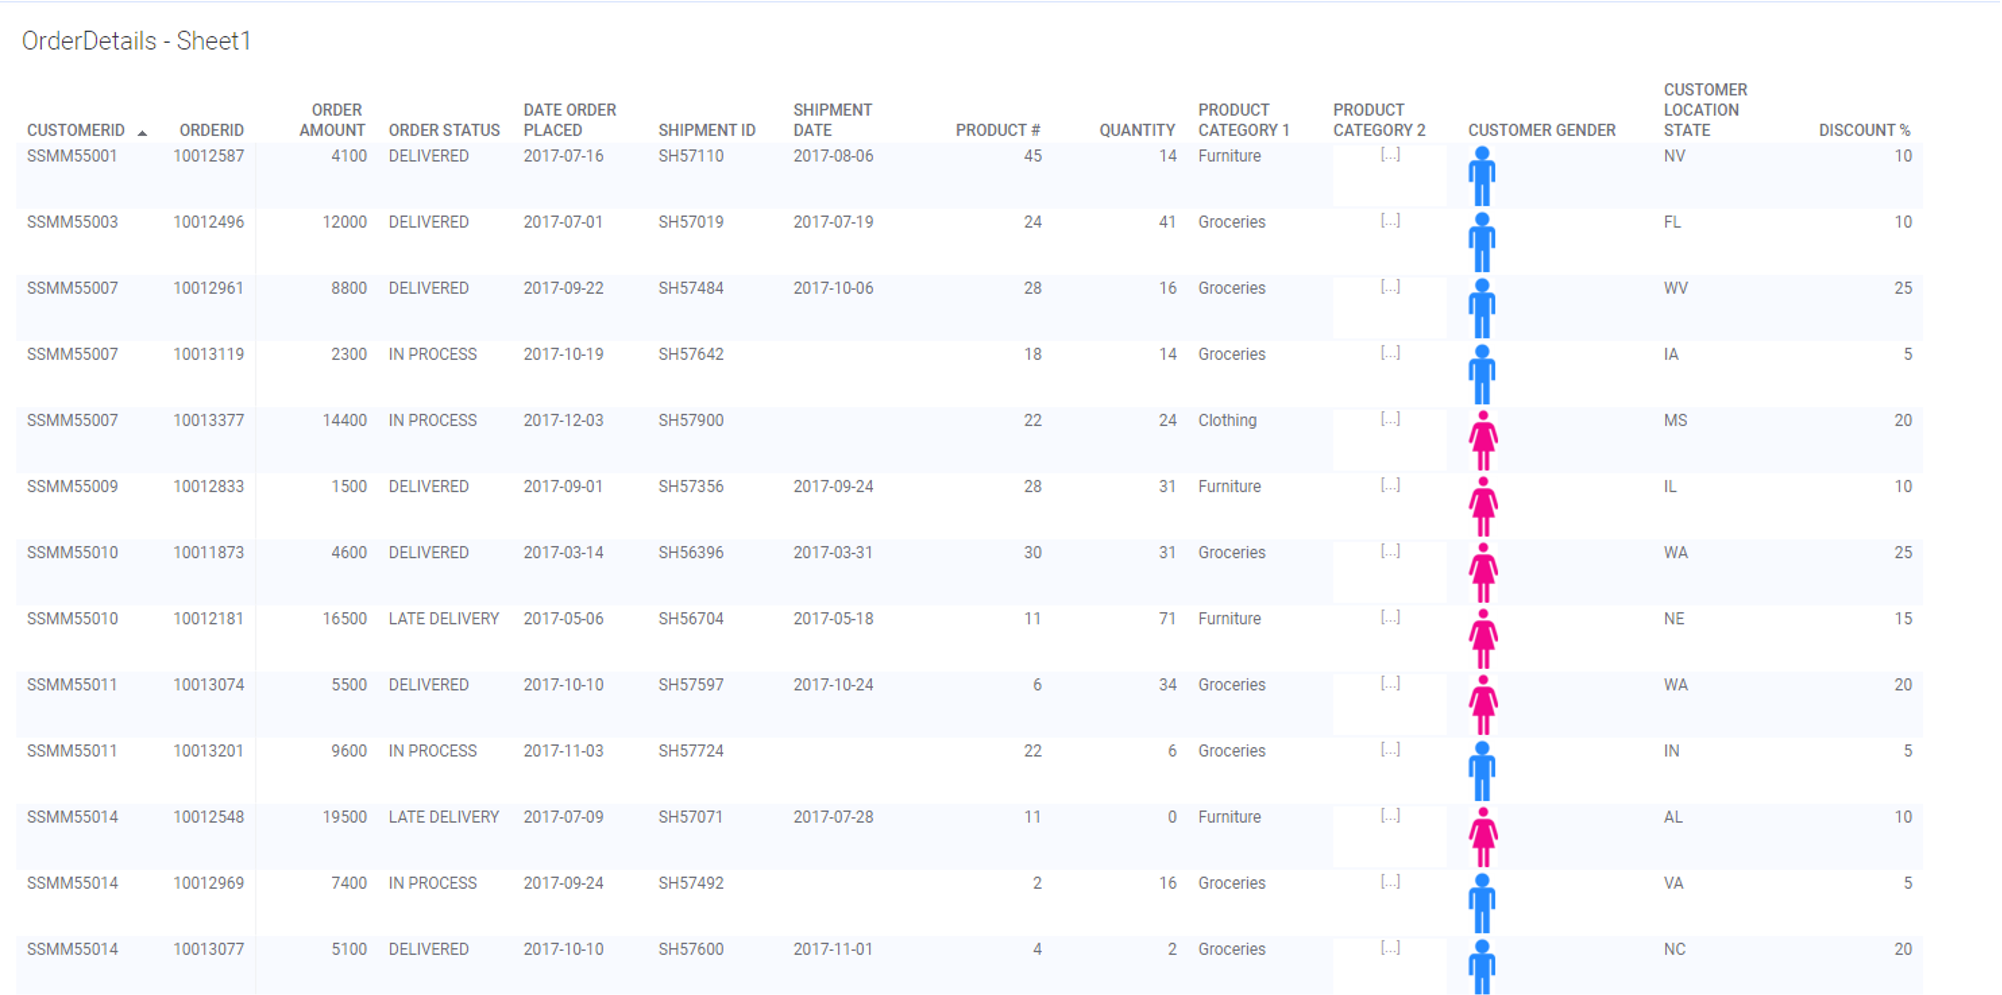 OrderDetails - Sheet1
CUSTOMERID ORDERID ORDER AMOUNT ORDER STATUS DATE ORDER PLACED SHIPMENT ID SHIPMENT DATE PRODUCT # QUANTITY PRODUCT CATEGORY 1 PRODUCT CATEGORY 2 CUSTOMER GENDER CUSTOMER LOCATION STATE DISCOUNT %
SSMM55001 10012587 4100 DELIVERED 2017-07-16 SH57110 2017-08-06 45 14 Furniture [...] NV 10
SSMM55003 10012496 12000 DELIVERED 2017-07-01 SH57019 2017-07-19 24 41 Groceries [...] FL 10
SSMM55007 10012961 8800 DELIVERED 2017-09-22 SH57484 2017-10-06 28 16 Groceries [...] WV 25
SSMM55007 10013119 2300 IN PROCESS 2017-10-19 SH57642 18 14 Groceries [...] IA 5
SSMM55007 10013377 14400 IN PROCESS 2017-12-03 SH57900 22 24 Clothing [...] MS 20
SSMM55009 10012833 1500 DELIVERED 2017-09-01 SH57356 2017-09-24 28 31 Furniture [...] IL 10
SSMM55010 10011873 4600 DELIVERED 2017-03-14 SH56396 2017-03-31 30 31 Groceries [...] WA 25
SSMM55010 10012181 16500 LATE DELIVERY 2017-05-06 SH56704 2017-05-18 11 71 Furniture [...] NE 15
SSMM55011 10013074 5500 DELIVERED 2017-10-10 SH57597 2017-10-24 6 34 Groceries [...] WA 20
SSMM55011 10013201 9600 IN PROCESS 2017-11-03 SH57724 22 6 Groceries [...] IN 5
SSMM55014 10012548 19500 LATE DELIVERY 2017-07-09 SH57071 2017-07-28 11 0 Furniture [...] AL 10
SSMM55014 10012969 7400 IN PROCESS 2017-09-24 SH57492 2 16 Groceries [...] VA 5
SSMM55014 10013077 5100 DELIVERED 2017-10-10 SH57600 2017-11-01 4 2 Groceries [...] NC 20